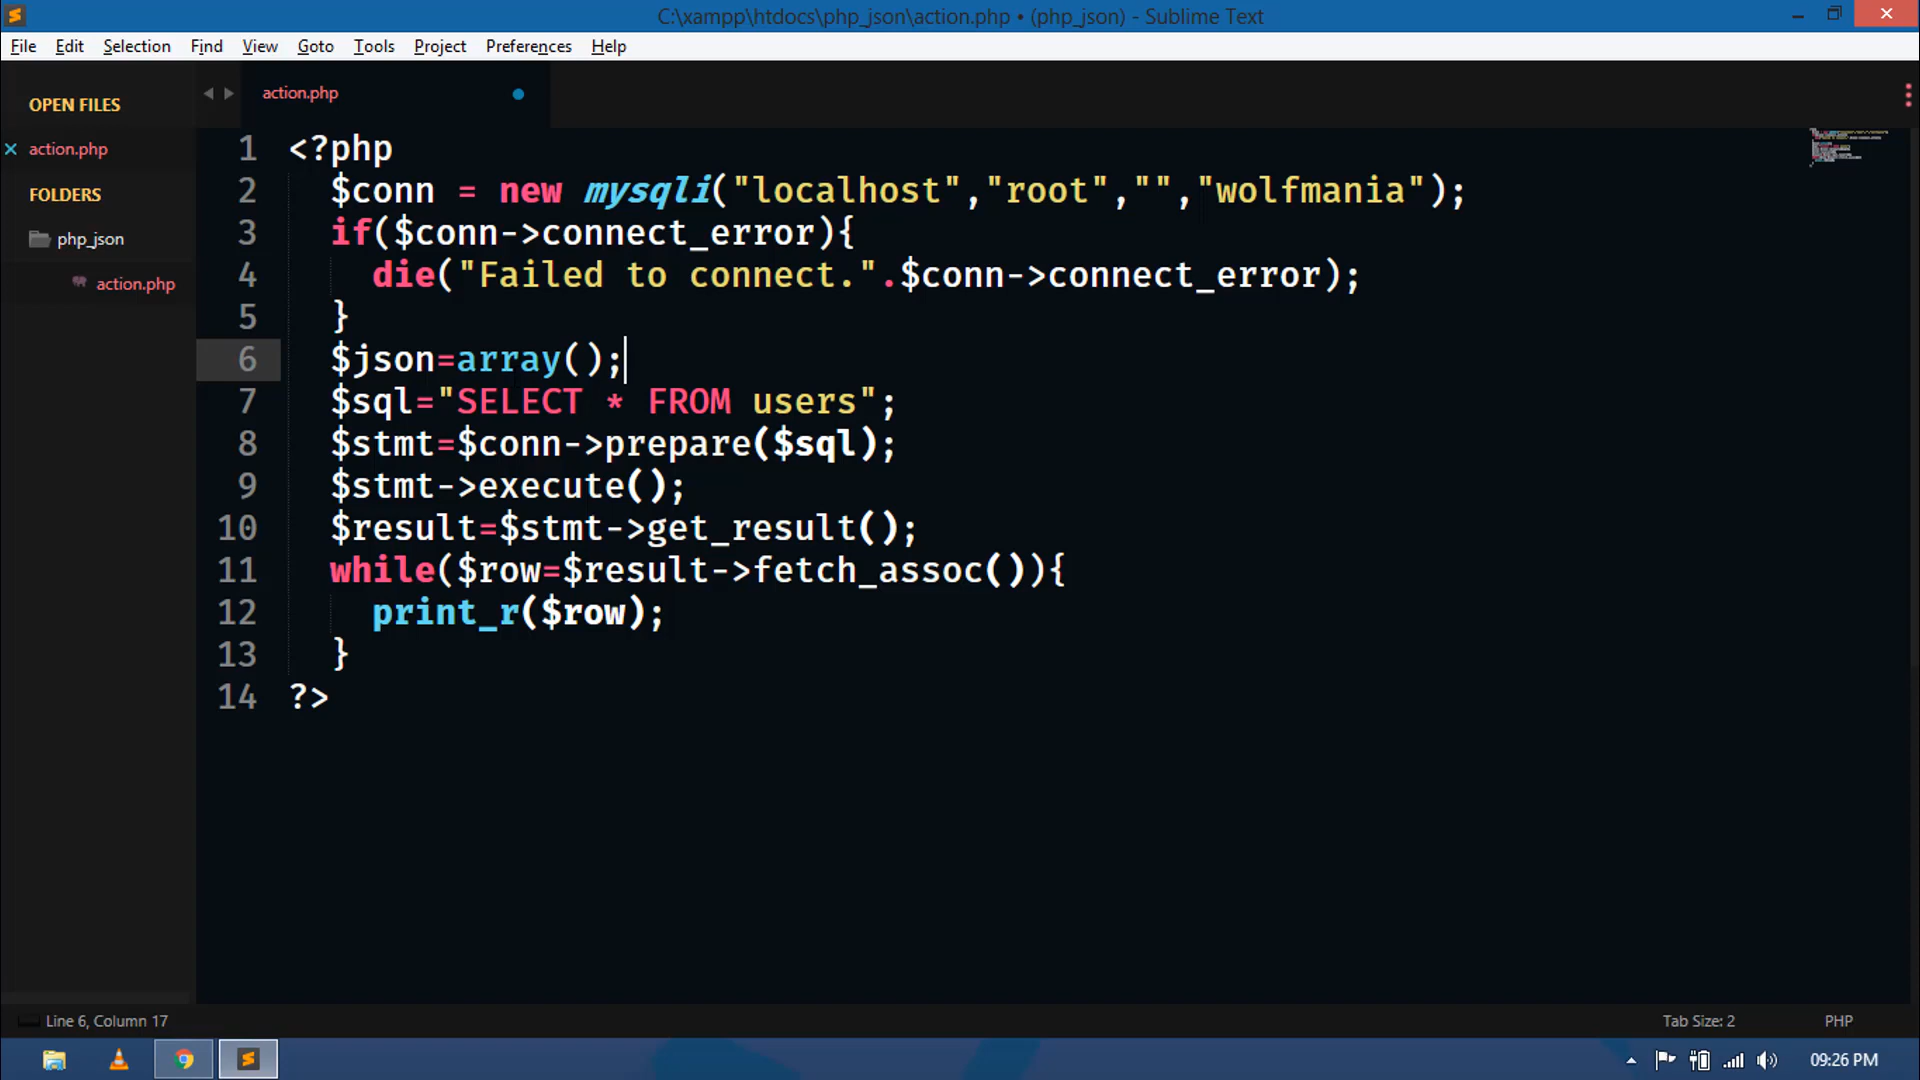 C:\xampp\htdocs\php_json\action.php • (php_json) - Sublime Text
File Edit Selection Find View Goto Tools Project Preferences Help
OPEN FILES
action.php
FOLDERS
php_json
action.php
action.php
1 <?php
2 $conn = new mysqli("localhost","root","","wolfmania");
3 if($conn->connect_error){
4 die("Failed to connect.".$conn->connect_error);
5 }
6 $json=array();
7 $sql="SELECT * FROM users";
8 $stmt=$conn->prepare($sql);
9 $stmt->execute();
10 $result=$stmt->get_result();
11 while($row=$result->fetch_assoc()){
12 print_r($row);
13 }
14 ?>
Line 6, Column 17
Tab Size: 2
PHP
09:26 PM